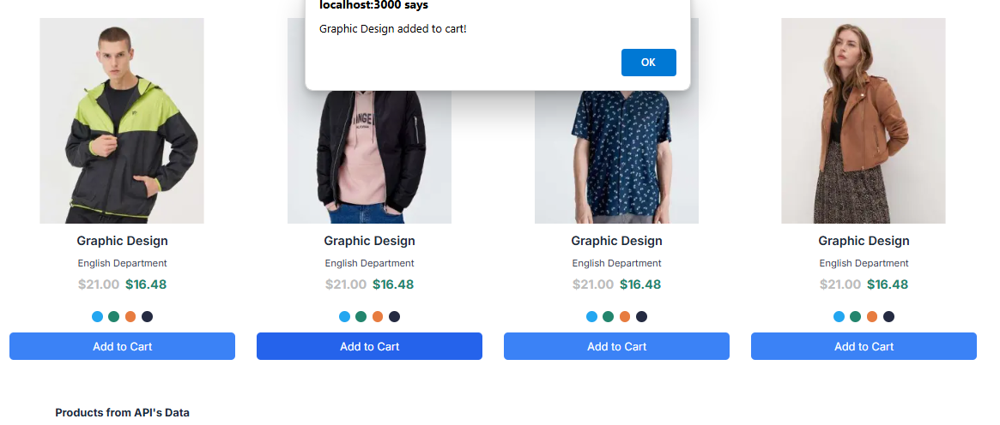 localhost:3000 says
Graphic Design added to cart!
OK
Graphic Design
English Department
$21.00 $16.48
Add to Cart
Graphic Design
English Department
$21.00 $16.48
Add to Cart
Graphic Design
English Department
$21.00 $16.48
Add to Cart
Graphic Design
English Department
$21.00 $16.48
Add to Cart
Products from API's Data